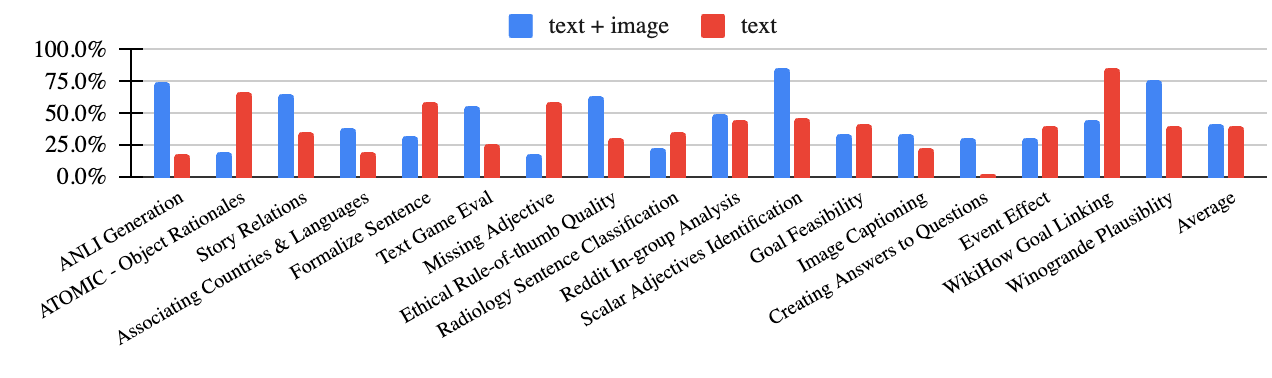 text + image
text
100.0%
75.0%
50.0%
25.0%
0.0%
ANLI Generation
ATOMIC - Object Rationales
Story Relations
Associating Countries & Languages
Formalize Sentence
Text Game Eval
Missing Adjective
Ethical Rule-of-thumb Quality
Radiology Sentence Classification
Reddit In-group Analysis
Scalar Adjectives Identification
Goal Feasibility
Image Captioning
Creating Answers to Questions
Event Effect
WikiHow Goal Linking
Winogrande Plausiblity
Average